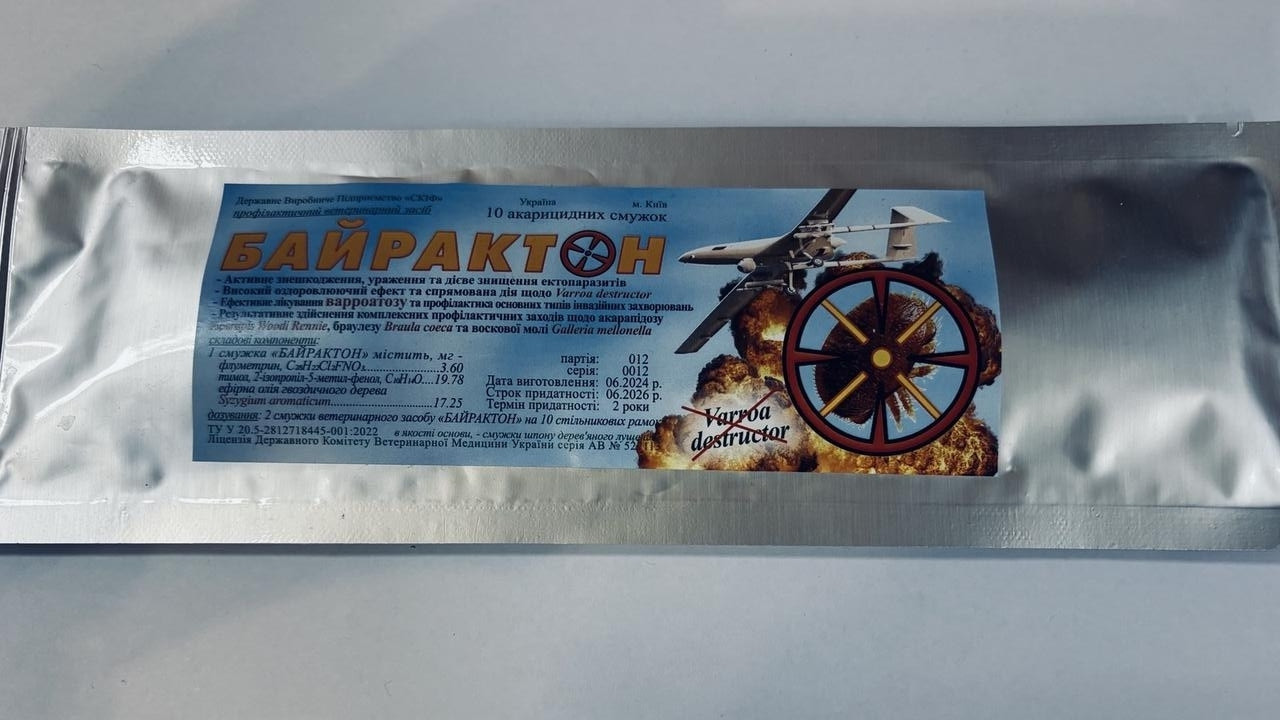 Державне Виробниче Підприємство «СКІФ» Україна м. Київ
профілактичний ветеринарний засіб
10 акарицидних смужок
БАЙРАКТОН
- Активне знешкодження, ураження та дієве знищення ектопаразитів
- Високий оздоровлюючий ефект та спрямована дія щодо Varroa destructor
- Ефективне лікування варроатозу та профілактика основних типів інвазійних захворювань
- Результативне здійснення комплексних профілактичних заходів щодо акарапідозу
Woodi Rennie, браулезу Braula coeca та воскової молі Galleria mellonella
складові компоненти:
1 смужка «БАЙРАКТОН» містить, мг -
флуметрин, C₂₈H₂₂Cl₂FNO₃ 3.60
тимол, 2-ізопропіл-5-метил-фенол, C₁₀H₁₄O....19.78
ефірна олія гвоздичного дерева
Syzygium aromaticum 17.25
партія: 012
серія: 0012
Дата виготовлення: 06.2024 р.
Строк придатності: 06.2026 р.
Термін придатності: 2 роки
дозування: 2 смужки ветеринарного засобу «БАЙРАКТОН» на 10 стільникових рамок
ТУ У 20.5-2812718445-001:2022 в якості основи, - смужки шпону дерев'яного
Ліцензія Державного Комітету Ветеринарної Медицини України серія АВ №
Varroa
destructor